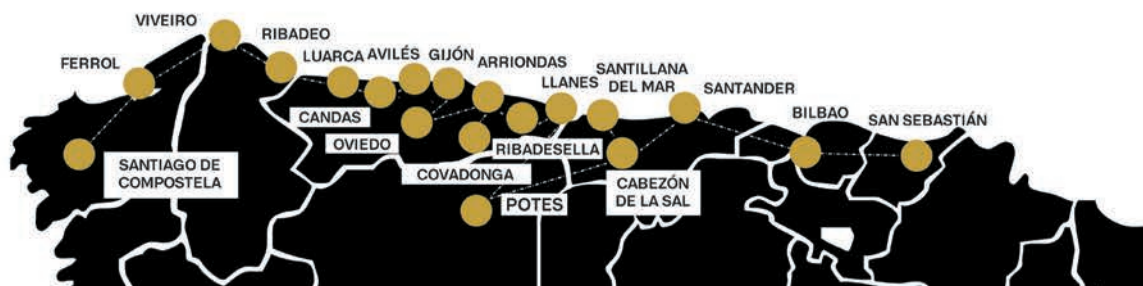 VIVEIRO
RIBADEO
FERROL
LUARCA
AVILÉS
GIJÓN
ARRIONDAS
LLANES
SANTILLANA
DEL MAR
SANTANDER
BILBAO
SAN SEBASTIÁN
CANDAS
OVIEDO
RIBADESELLA
SANTIAGO DE
COMPOSTELA
COVADONGA
CABEZÓN
DE LA SAL
POTES